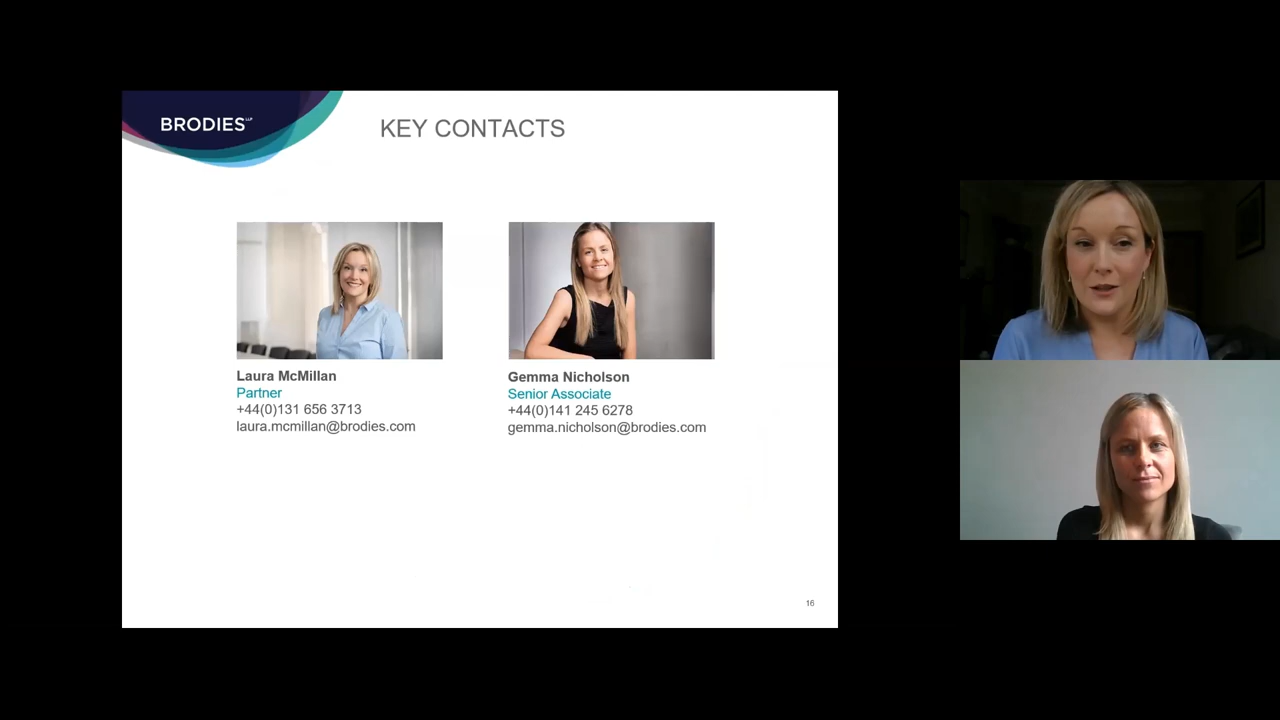 BRODIES LLP
KEY CONTACTS
Laura McMillan
Partner
+44(0)131 656 3713
laura.mcmillan@brodies.com
Gemma Nicholson
Senior Associate
+44(0)141 245 6278
gemma.nicholson@brodies.com
16